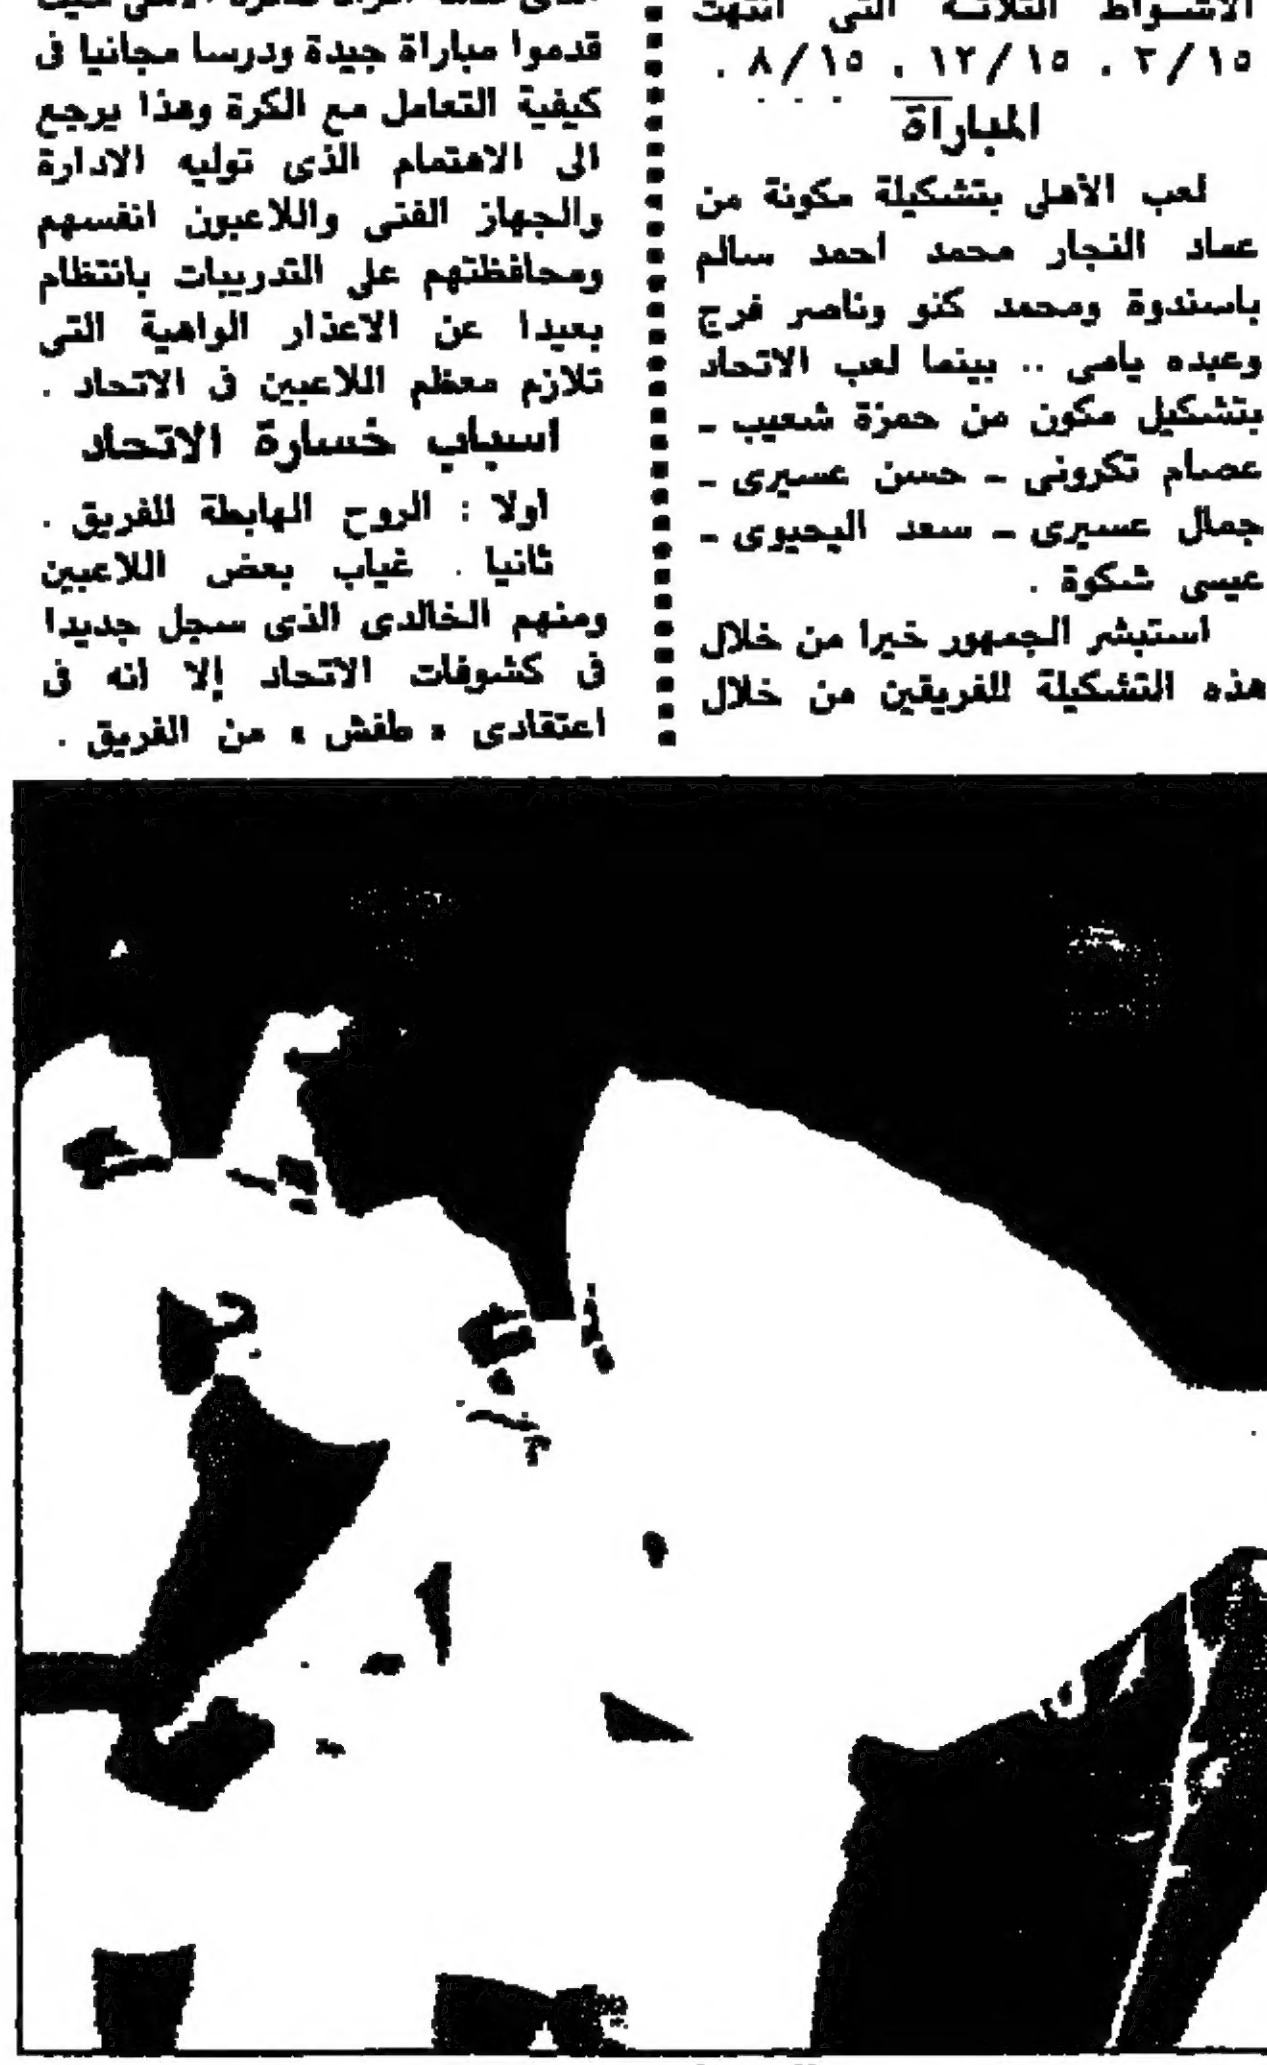 الاشواط الثلاثة التى انتهت
٣/١٥ ، ١٢/١٥ ، ٨/١٥ .
المباراة
لعب الأهلى بتشكيلة مكونة من
عماد النجار محمد احمد سالم
باسندوة ومحمد كنو وناصر فرج
وعبده يامى .. بينما لعب الاتحاد
بتشكيل مكون من حمزة شعيب ـ
عصام تكرونى ـ حسن عسيرى ـ
جمال عسيرى ـ سعد اليحيوى ـ
عيسى شكوة .
استبشر الجمهور خيرا من خلال
هذه التشكيلة للفريقين من خلال
قدموا مباراة جيدة ودرسا مجانيا فى
كيفية التعامل مع الكرة وهذا يرجع
الى الاهتمام الذى توليه الادارة
والجهاز الفنى واللاعبون انفسهم
ومحافظتهم على التدريبات بانتظام
بعيدا عن الاعذار الواهية التى
تلازم معظم اللاعبين فى الاتحاد .
اسباب خسارة الاتحاد
اولا : الروح الهابطة للفريق .
ثانيا . غياب بعض اللاعبين
ومنهم الخالدى الذى سجل جديدا
فى كشوفات الاتحاد إلا انه فى
اعتقادى « طفش » من الفريق .